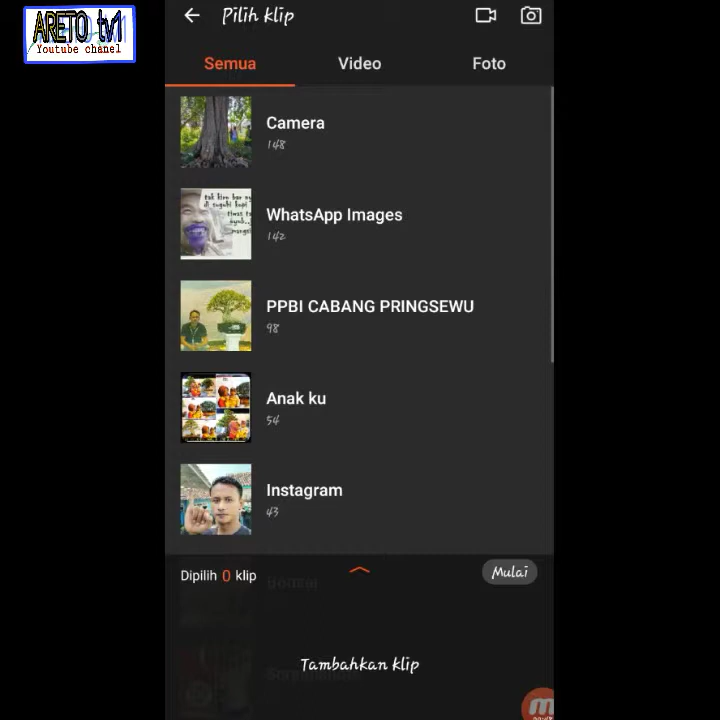 ARETO tv1
Youtube chanel
Pilih klip
Semua
Video
Foto
Camera
148
WhatsApp Images
142
PPBI CABANG PRINGSEWU
98
Anak ku
54
Instagram
43
Dipilih 0 klip
Mulai
Tambahkan klip